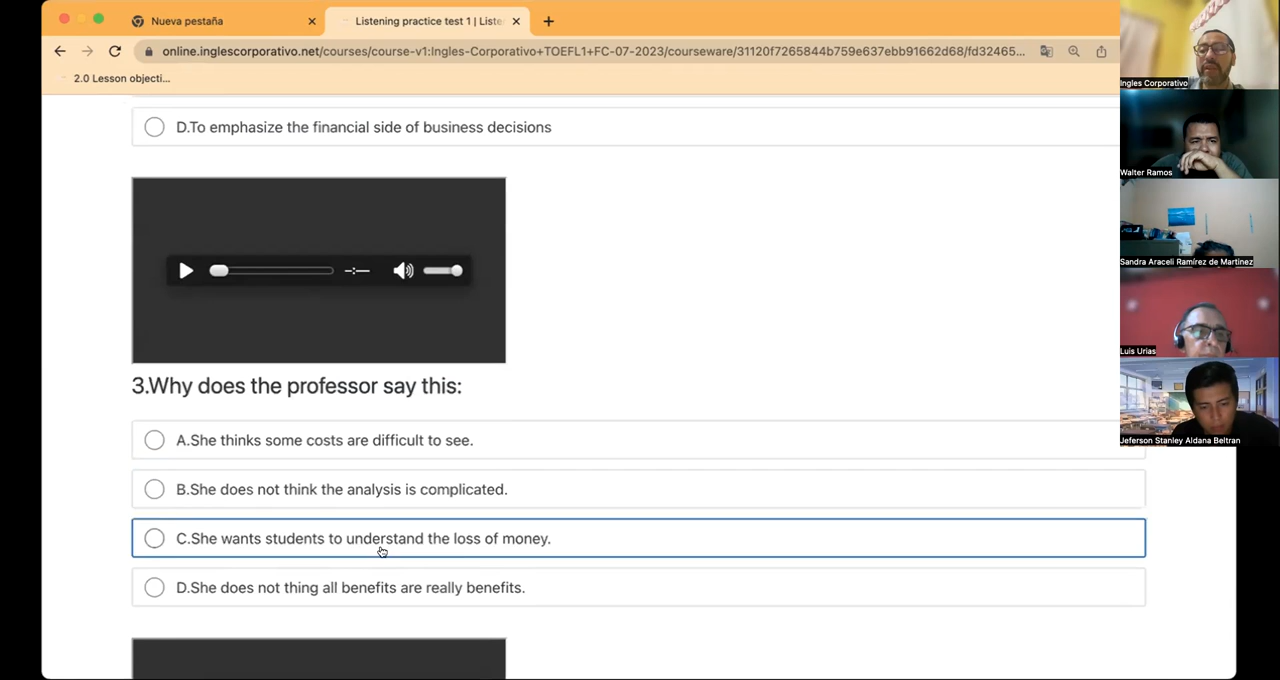 Nueva pestaña
Listening practice test 1 | Liste
online.inglescorporativo.net/courses/course-v1:Ingles-Corporativo+TOEFL1+FC-07-2023/courseware/31120f7265844b759e637ebb91662d68/fd32465...
2.0 Lesson objecti...
D.To emphasize the financial side of business decisions
3.Why does the professor say this:
A.She thinks some costs are difficult to see.
B.She does not think the analysis is complicated.
C.She wants students to understand the loss of money.
D.She does not thing all benefits are really benefits.
Ingles Corporativo
Walter Ramos
Sandra Araceli Ramírez de Martinez
Luis Urias
Jeferson Stanley Aldana Beltran